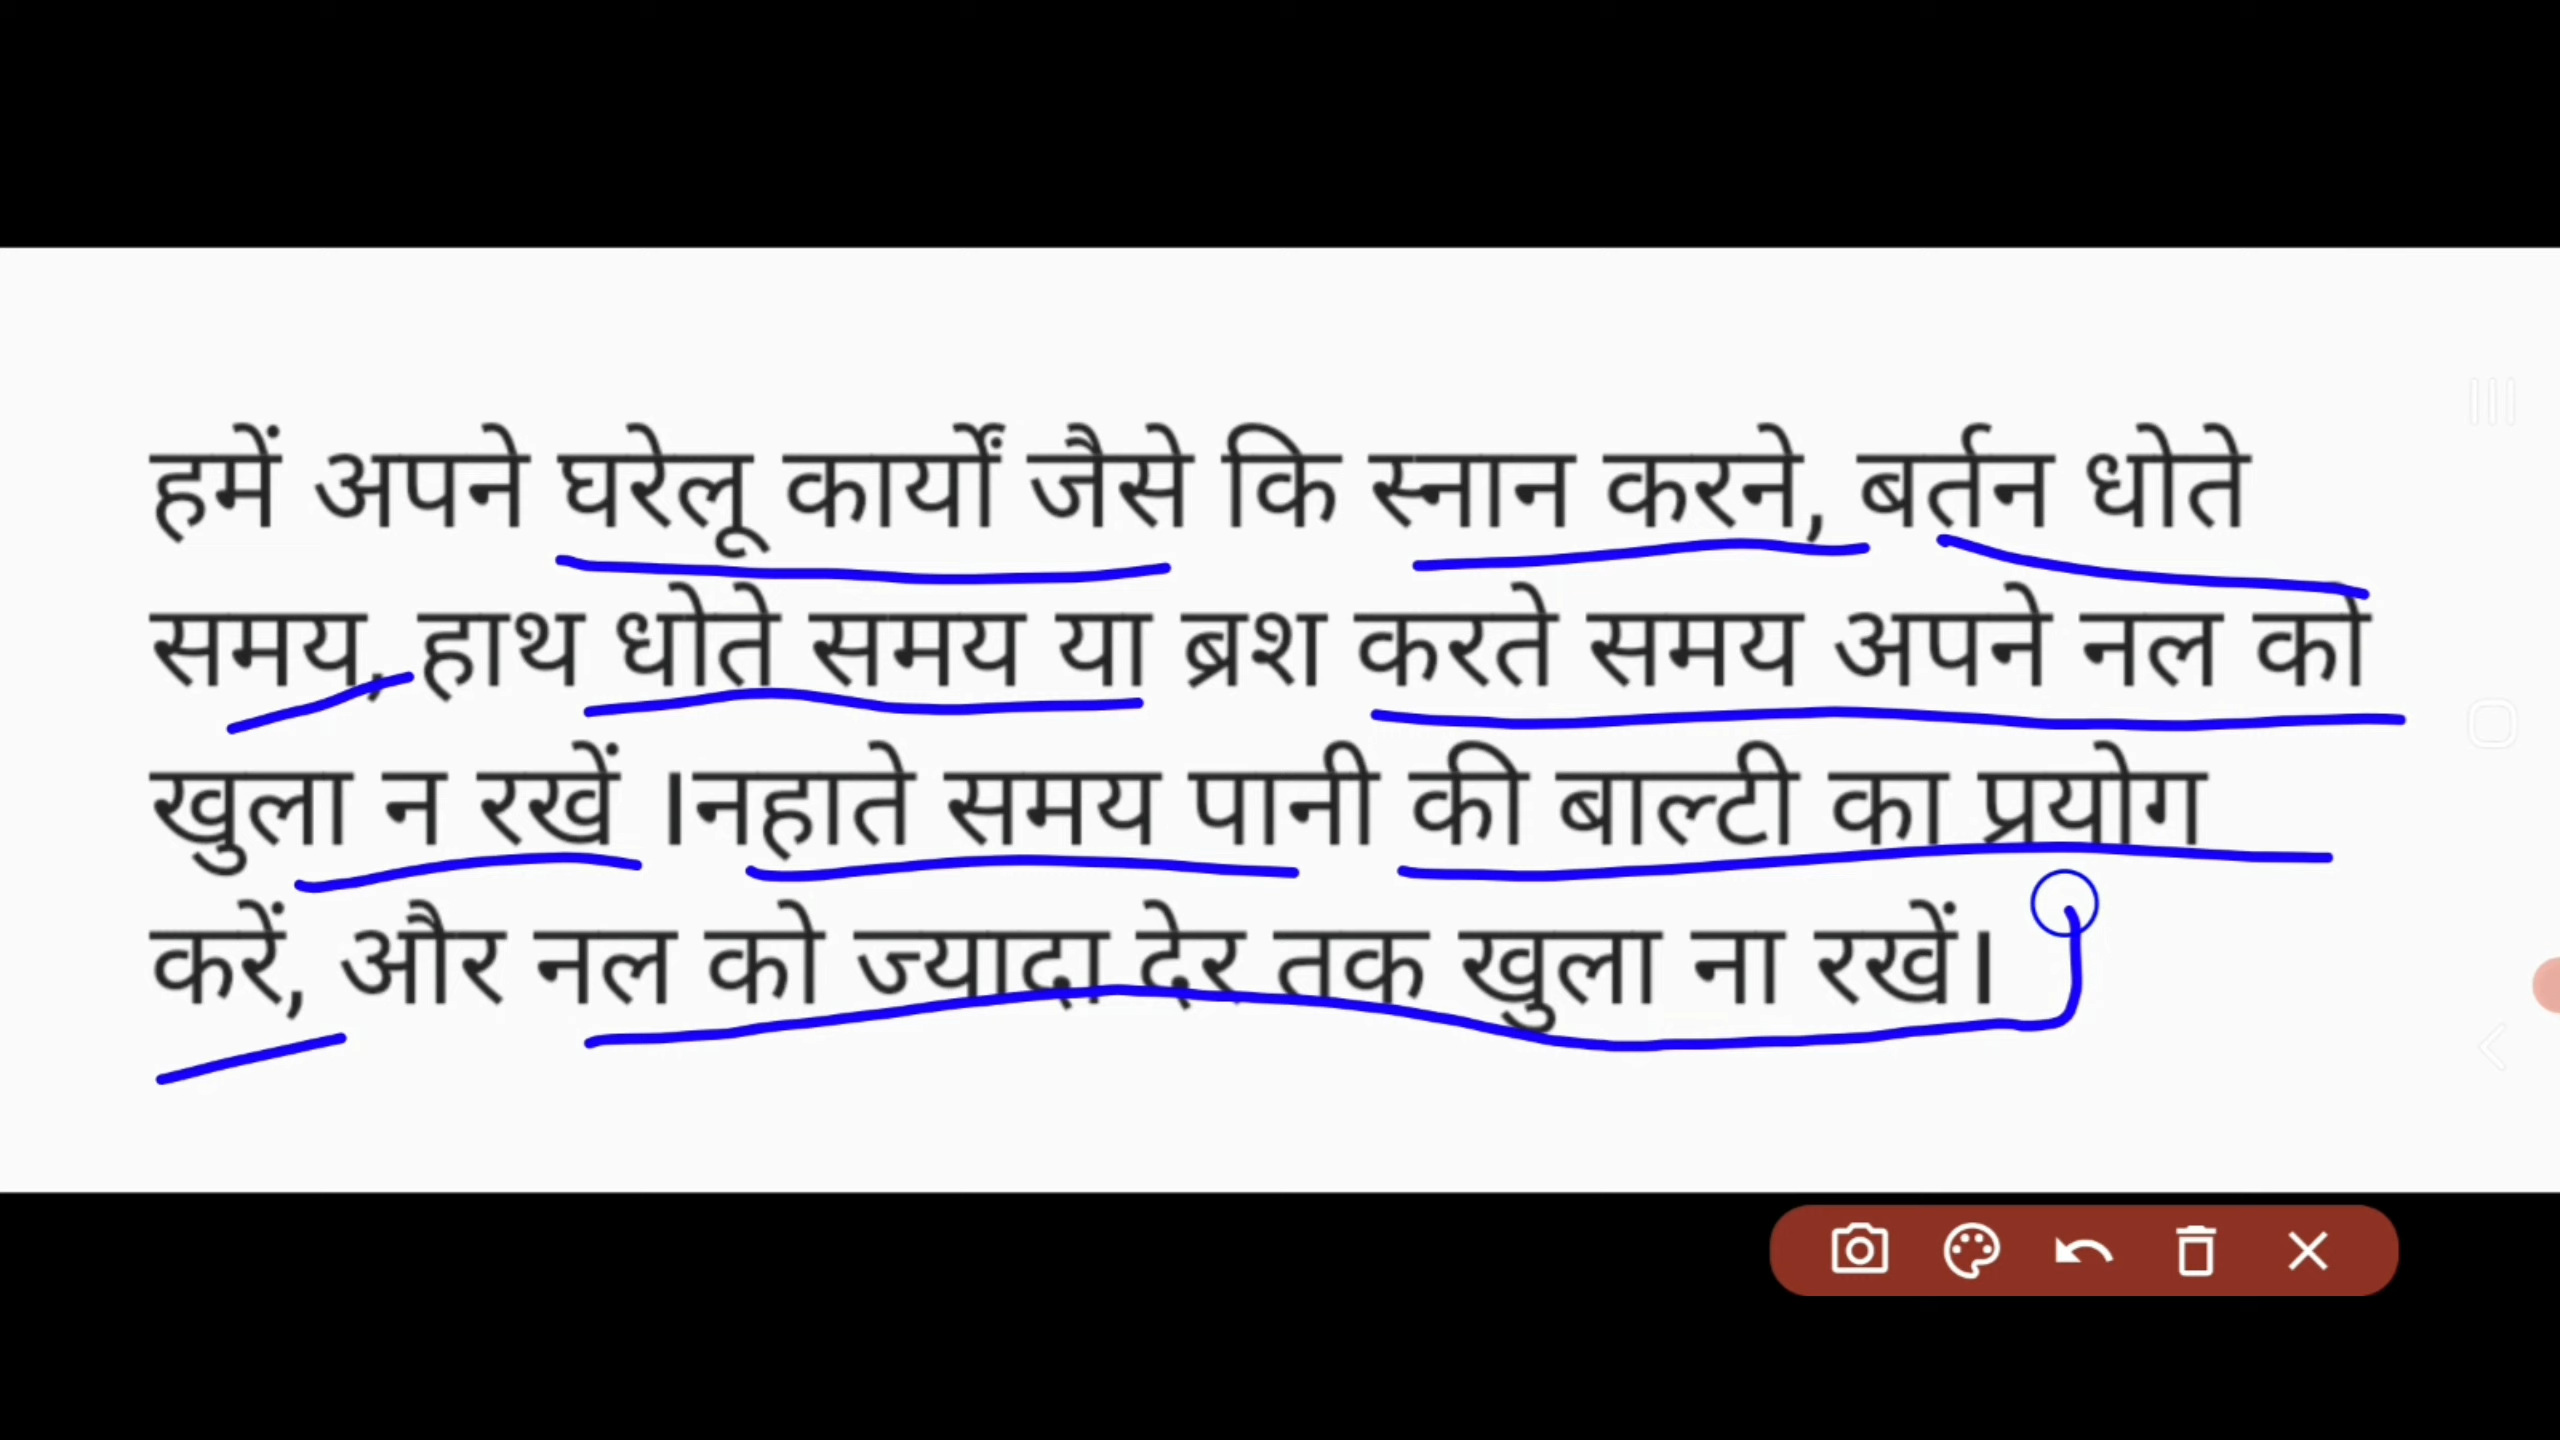 हमें अपने घरेलू कार्यों जैसे कि स्नान करने, बर्तन धोते
समय, हाथ धोते समय या ब्रश करते समय अपने नल को
खुला न रखें ।नहाते समय पानी की बाल्टी का प्रयोग
करें, और नल को ज्यादा देर तक खुला ना रखें।